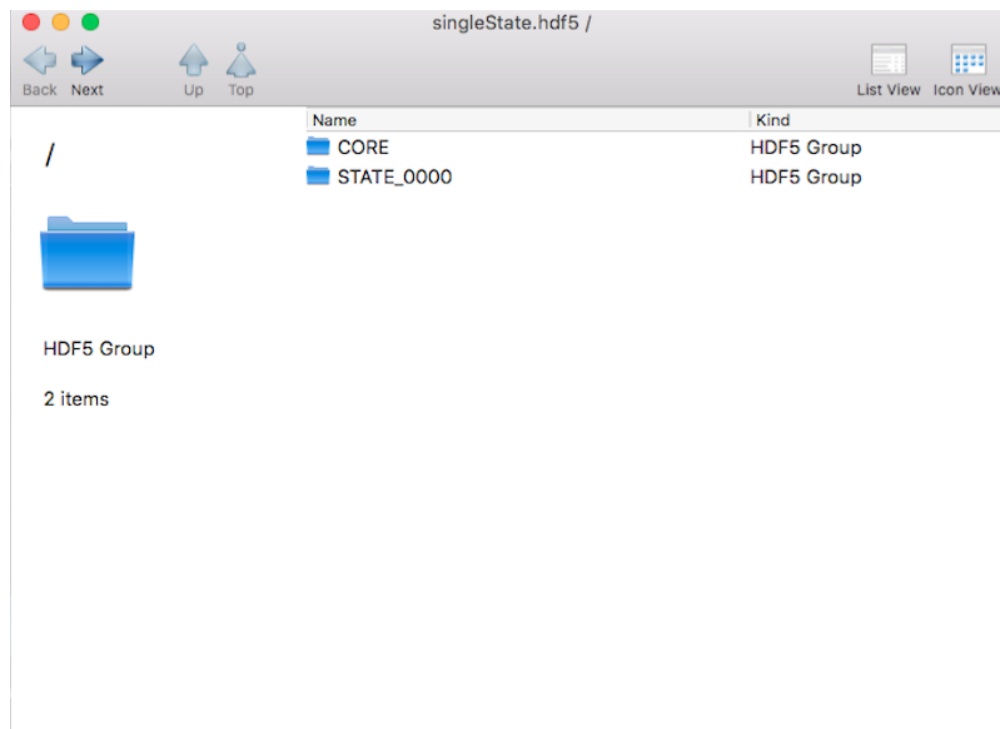 singleState.hdf5 /
Back Next Up Top List View Icon View
Name Kind
/
CORE HDF5 Group
STATE_0000 HDF5 Group
HDF5 Group
2 items